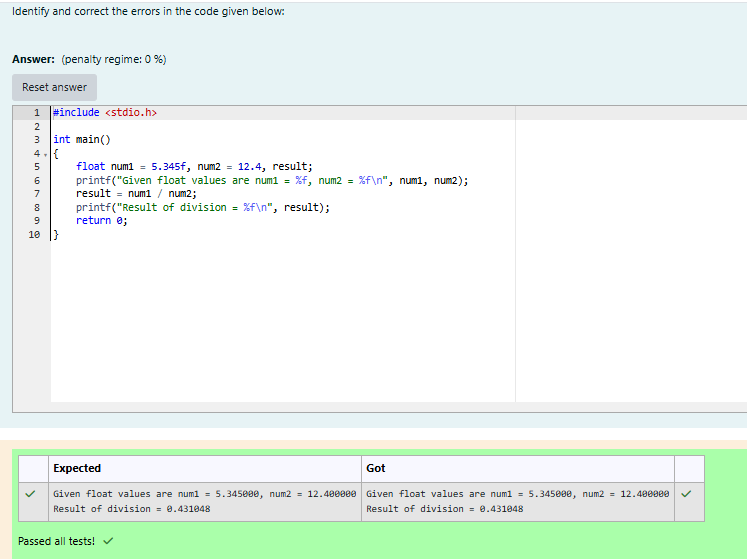 Identify and correct the errors in the code given below:
Answer: (penalty regime: 0 %)
Reset answer
1 #include <stdio.h>
2
3 int main()
4 {
5 float num1 = 5.345f, num2 = 12.4, result;
6 printf("Given float values are num1 = %f, num2 = %f\n", num1, num2);
7 result = num1 / num2;
8 printf("Result of division = %f\n", result);
9 return 0;
10 }
Expected Got
Given float values are num1 = 5.345000, num2 = 12.400000 Given float values are num1 = 5.345000, num2 = 12.400000
Result of division = 0.431048 Result of division = 0.431048
Passed all tests!